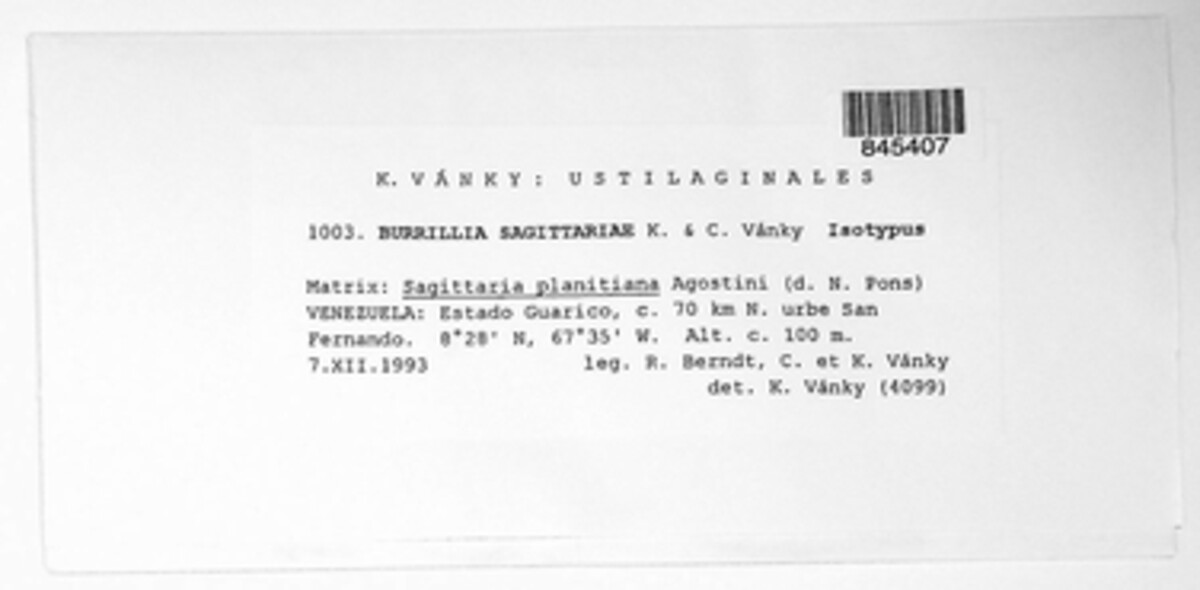 845407
K. VÁNKY: USTILAGINALES
1003. BURRILLIA SAGITTARIAE K. & C. Vánky Isotypus
Matrix: Sagittaria planitiana Agostini (d. N. Pons)
VENEZUELA: Estado Guarico, c. 70 km N. urbe San
Fernando. 8°28' N, 67°35' W. Alt. c. 100 m.
7.XII.1993 leg. R. Berndt, C. et K. Vánky
det. K. Vánky (4099)